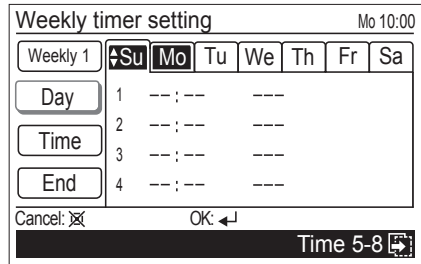 Weekly timer setting Mo 10:00
Weekly 1 Su Mo Tu We Th Fr Sa
Day 1 --:-- ---
2 --:-- ---
Time
3 --:-- ---
End 4 --:-- ---
Cancel: OK:
Time 5-8